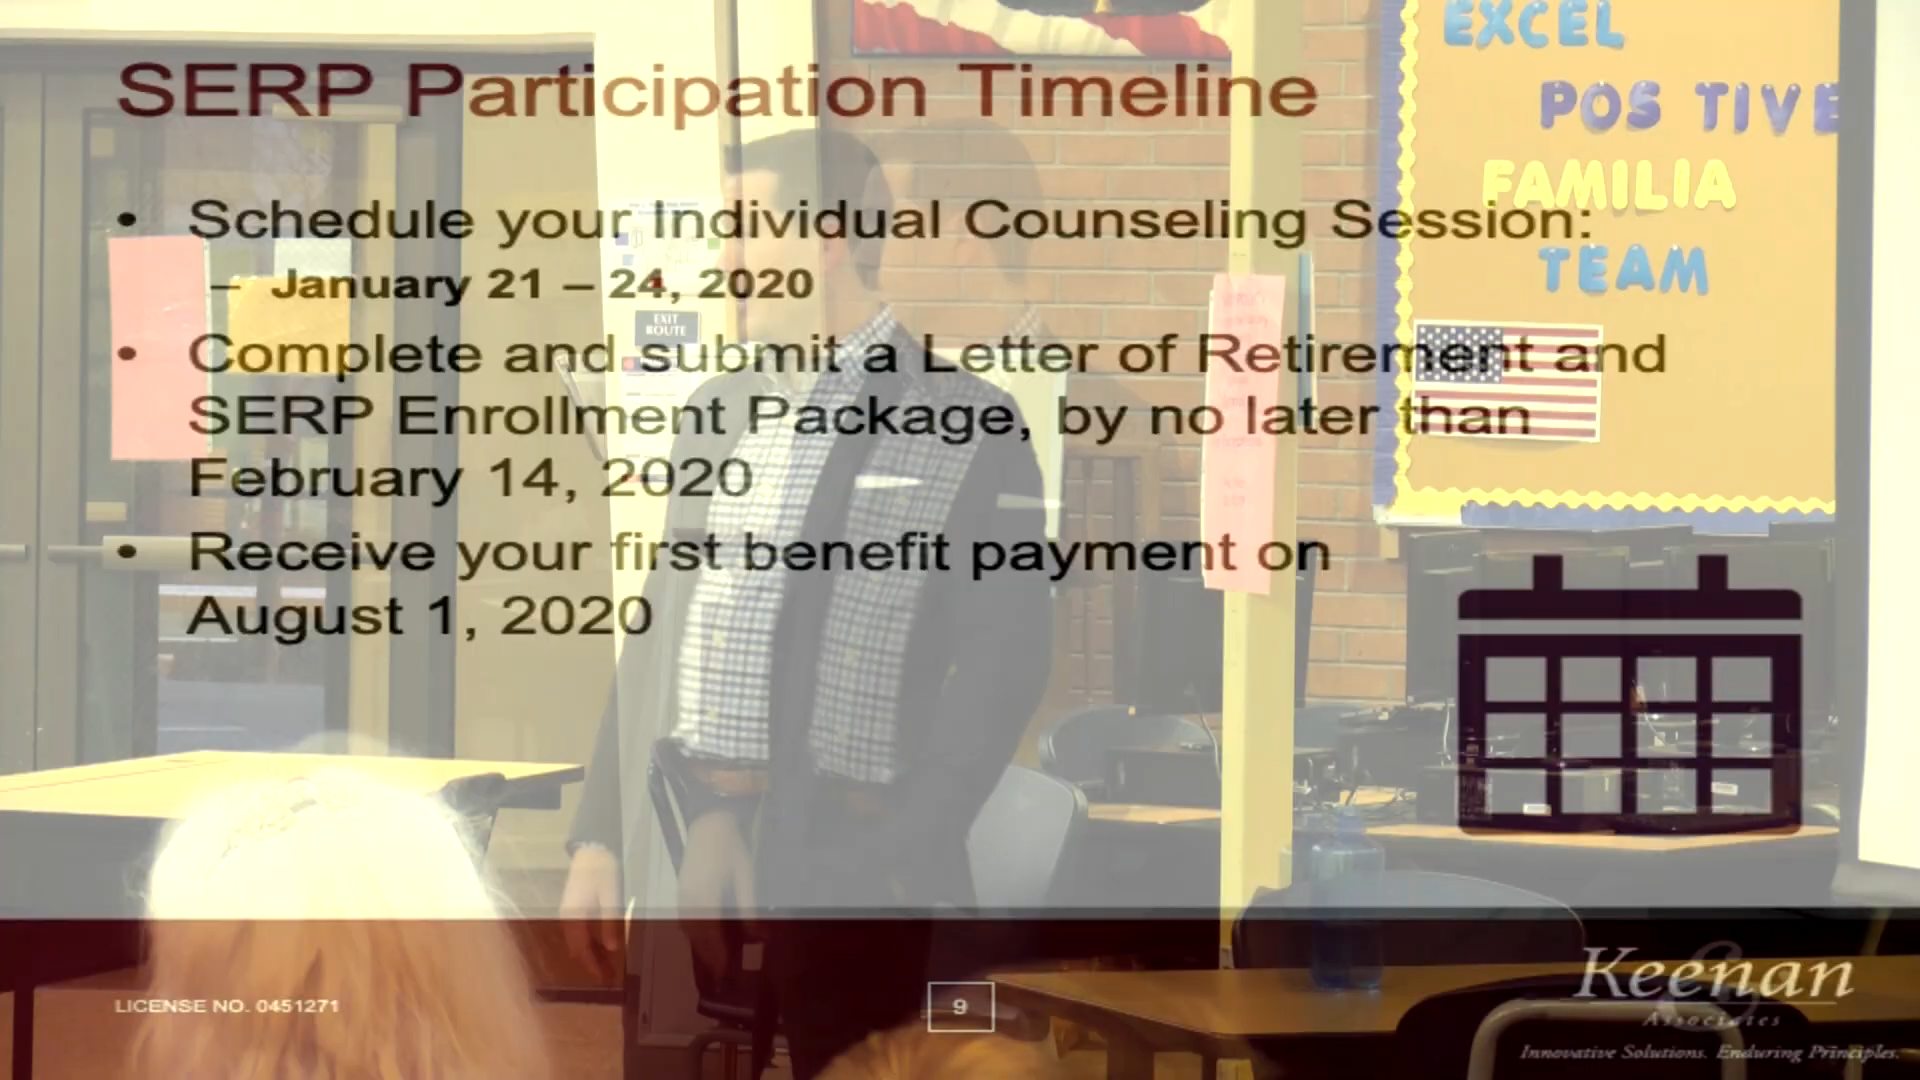 SERP Participation Timeline
• Schedule your Individual Counseling Session:
– January 21 – 24, 2020
• Complete and submit a Letter of Retirement and
SERP Enrollment Package, by no later than
February 14, 2020
• Receive your first benefit payment on
August 1, 2020
EXCEL
POS TIVE
FAMILIA
TEAM
EXIT
ROUTE
LICENSE NO. 0451271
9
Keenan
& Associates
Innovative Solutions. Enduring Principles.